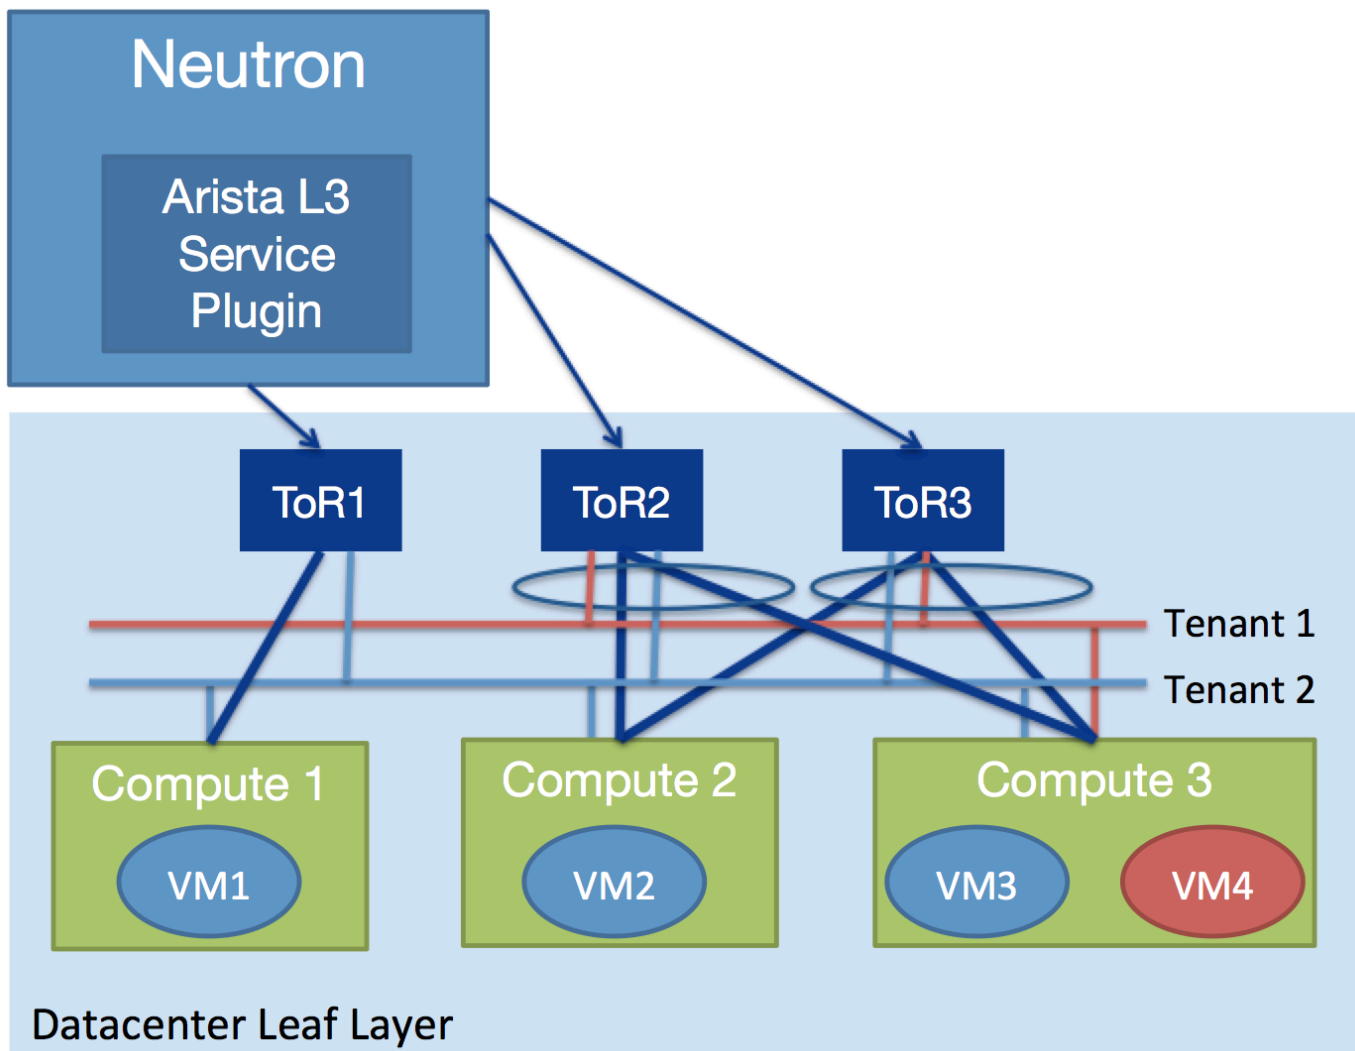 Neutron
Arista L3
Service
Plugin
ToR1
ToR2
ToR3
Tenant 1
Tenant 2
Compute 1
Compute 2
Compute 3
VM1
VM2
VM3
VM4
Datacenter Leaf Layer